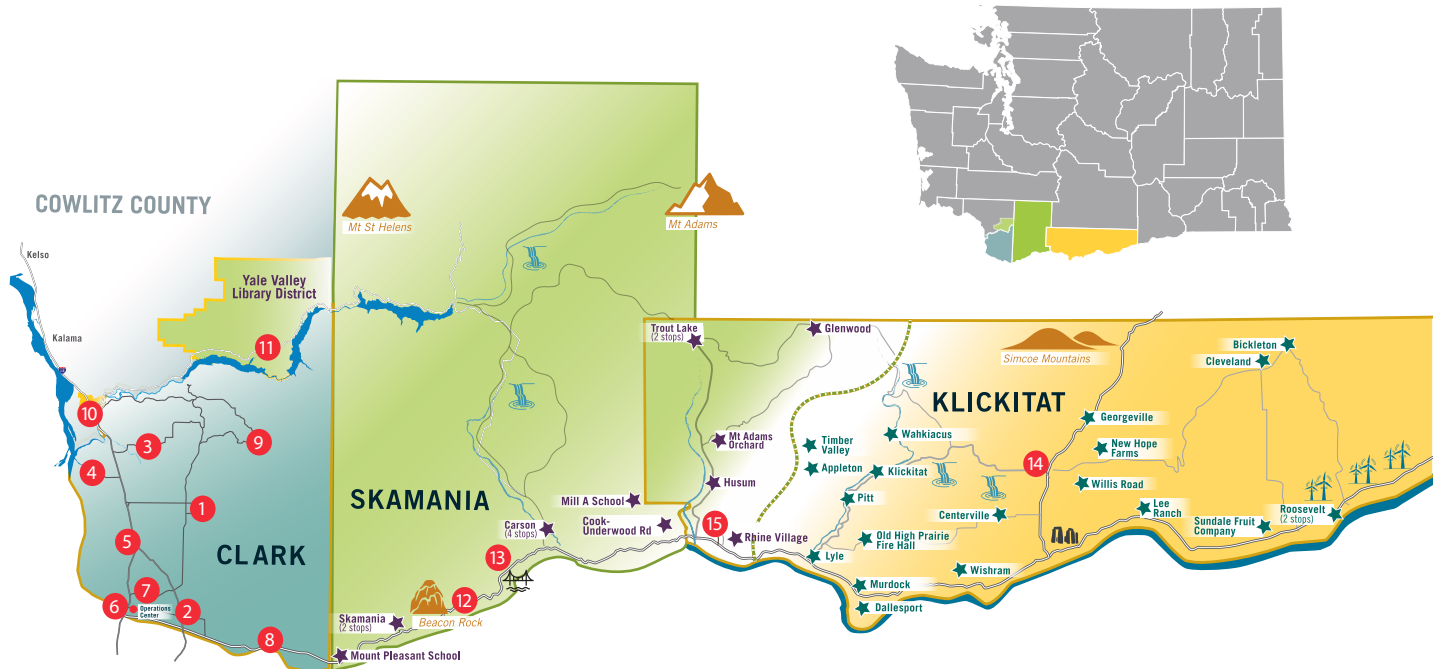 COWLITZ COUNTY
Mt St Helens
Mt Adams
Kelso
Yale Valley
Library District
Kalama
Trout Lake
(2 stops)
Glenwood
Simcoe Mountains
Bickleton
Cleveland
11
KLICKITAT
10
3
9
4
Georgeville
Mt Adams
Orchard
Timber
Valley
Wahkiacus
New Hope
Farms
Appleton
Klickitat
14
Husum
Willis Road
SKAMANIA
Mill A School
Pitt
1
Carson
(4 stops)
Cook-
Underwood Rd
15
Centerville
Lee
Ranch
Sundale Fruit
Company
Roosevelt
(2 stops)
5
CLARK
Rhine Village
Old High Prairie
Fire Hall
13
Lyle
Wishram
7
Murdock
6
Operations
Center
2
12
Dallesport
Skamania
(2 stops)
Beacon Rock
8
Mount Pleasant School